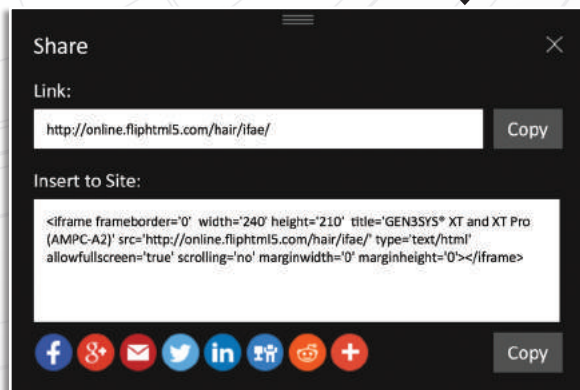 Share
Link:
http://online.fliphtml5.com/hair/ifae/
Copy
Insert to Site:
<iframe frameborder='0'  width='240' height='210'  title='GEN3SYS® XT and XT Pro
(AMPC-A2)' src='http://online.fliphtml5.com/hair/ifae/' type='text/html'
allowfullscreen='true' scrolling='no' marginwidth='0' marginheight='0'></iframe>
f 8+ in
Copy